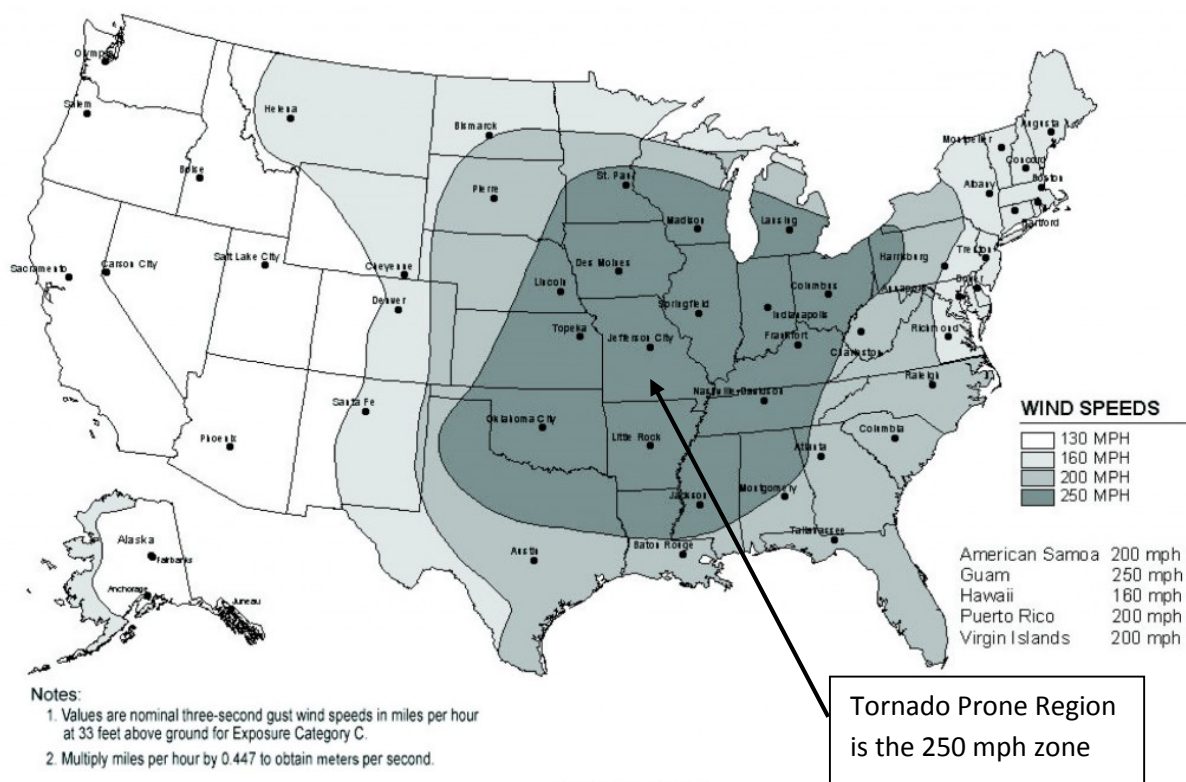 Olympia
Salem
Helena
Boise
Bismarck
Pierre
St. Paul
Madison
Lansing
Montpelier
Augusta
Concord
Albany
Boston
Hartford
Sacramento
Carson City
Salt Lake City
Cheyenne
Denver
Lincoln
Des Moines
Springfield
Indianapolis
Columbus
Harrisburg
Trenton
Dover
Annapolis
Topeka
Jefferson City
Frankfort
Charleston
Richmond
Santa Fe
Phoenix
Oklahoma City
Little Rock
Nashville-Davidson
Raleigh
Columbia
Atlanta
Jackson
Montgomery
Tallahassee
Austin
Baton Rouge
Alaska
Fairbanks
Anchorage
Juneau
WIND SPEEDS
130 MPH
160 MPH
200 MPH
250 MPH
American Samoa 200 mph
Guam 250 mph
Hawaii 160 mph
Puerto Rico 200 mph
Virgin Islands 200 mph
Tornado Prone Region
is the 250 mph zone
Notes:
1. Values are nominal three-second gust wind speeds in miles per hour
at 33 feet above ground for Exposure Category C.
2. Multiply miles per hour by 0.447 to obtain meters per second.